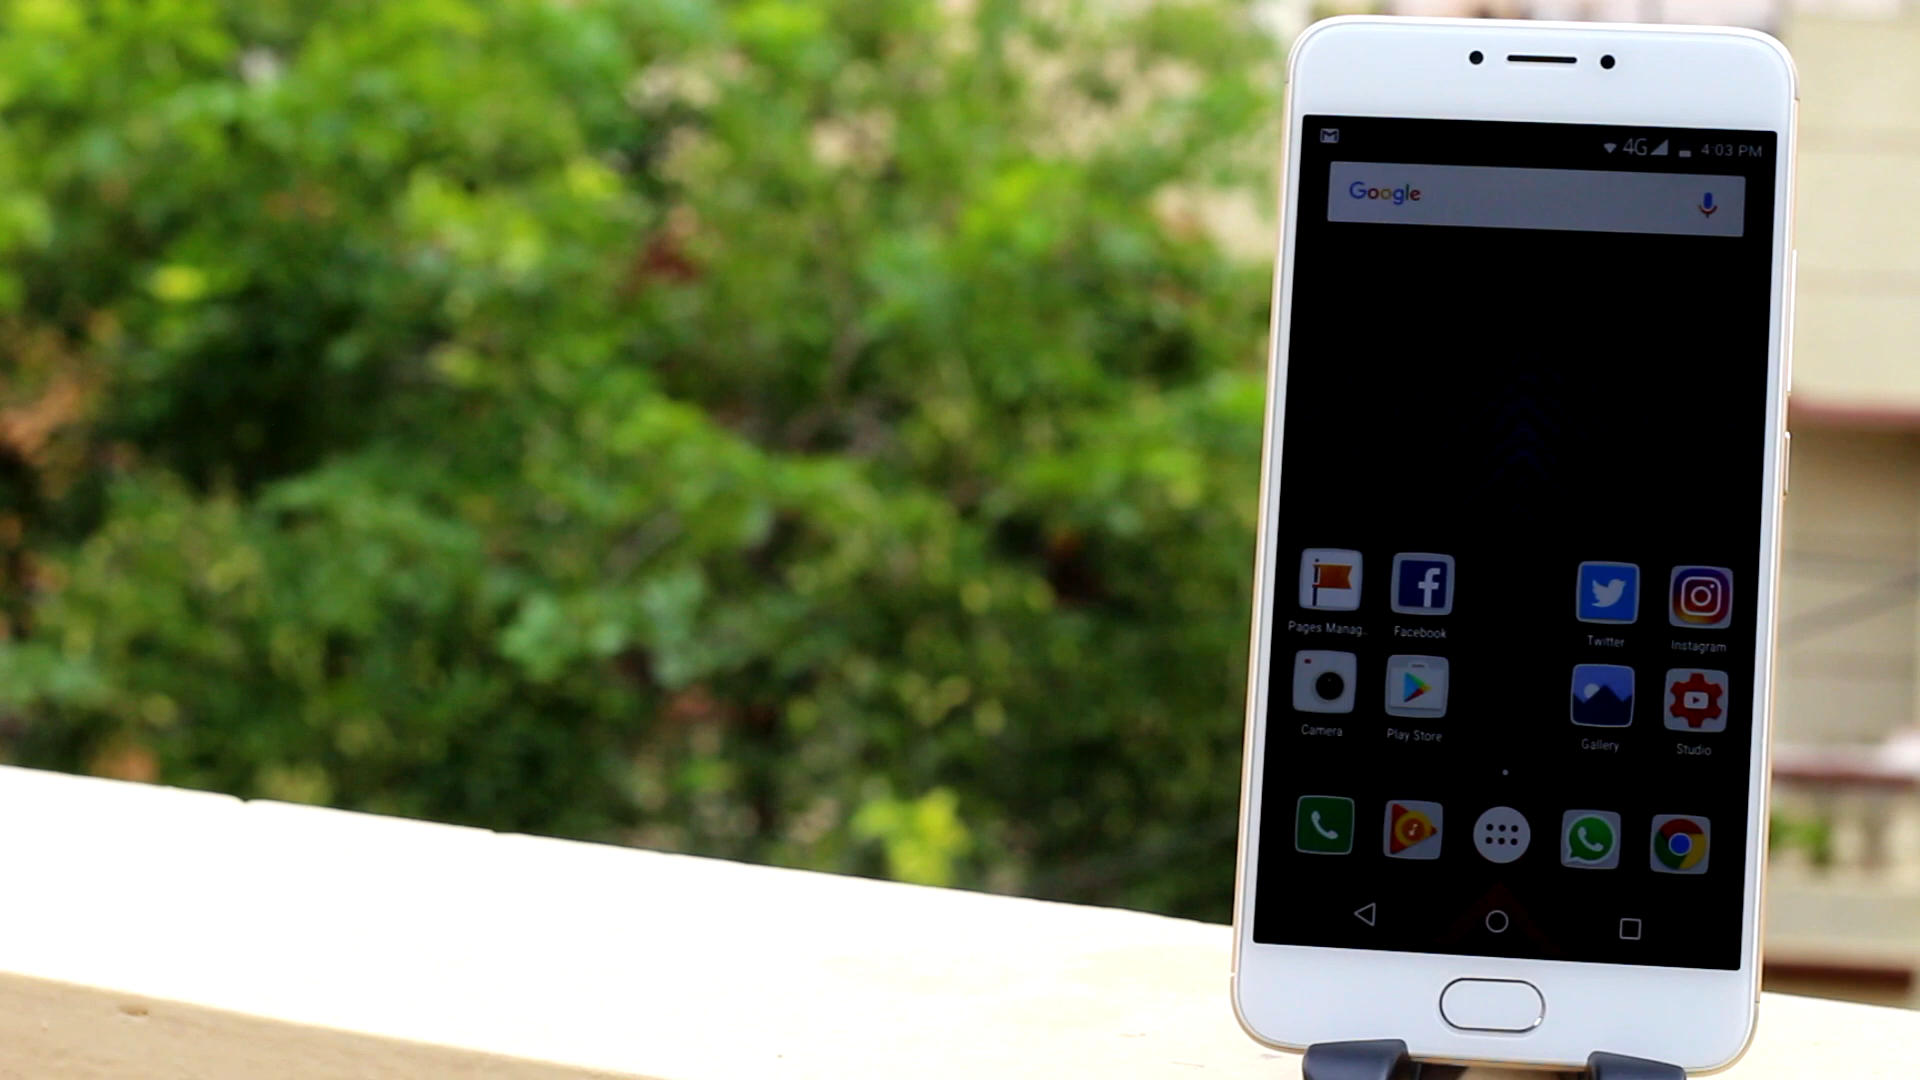 4G 4:03 PM
Google
Pages Manag..
Facebook
Twitter
Instagram
Camera
Play Store
Gallery
Studio